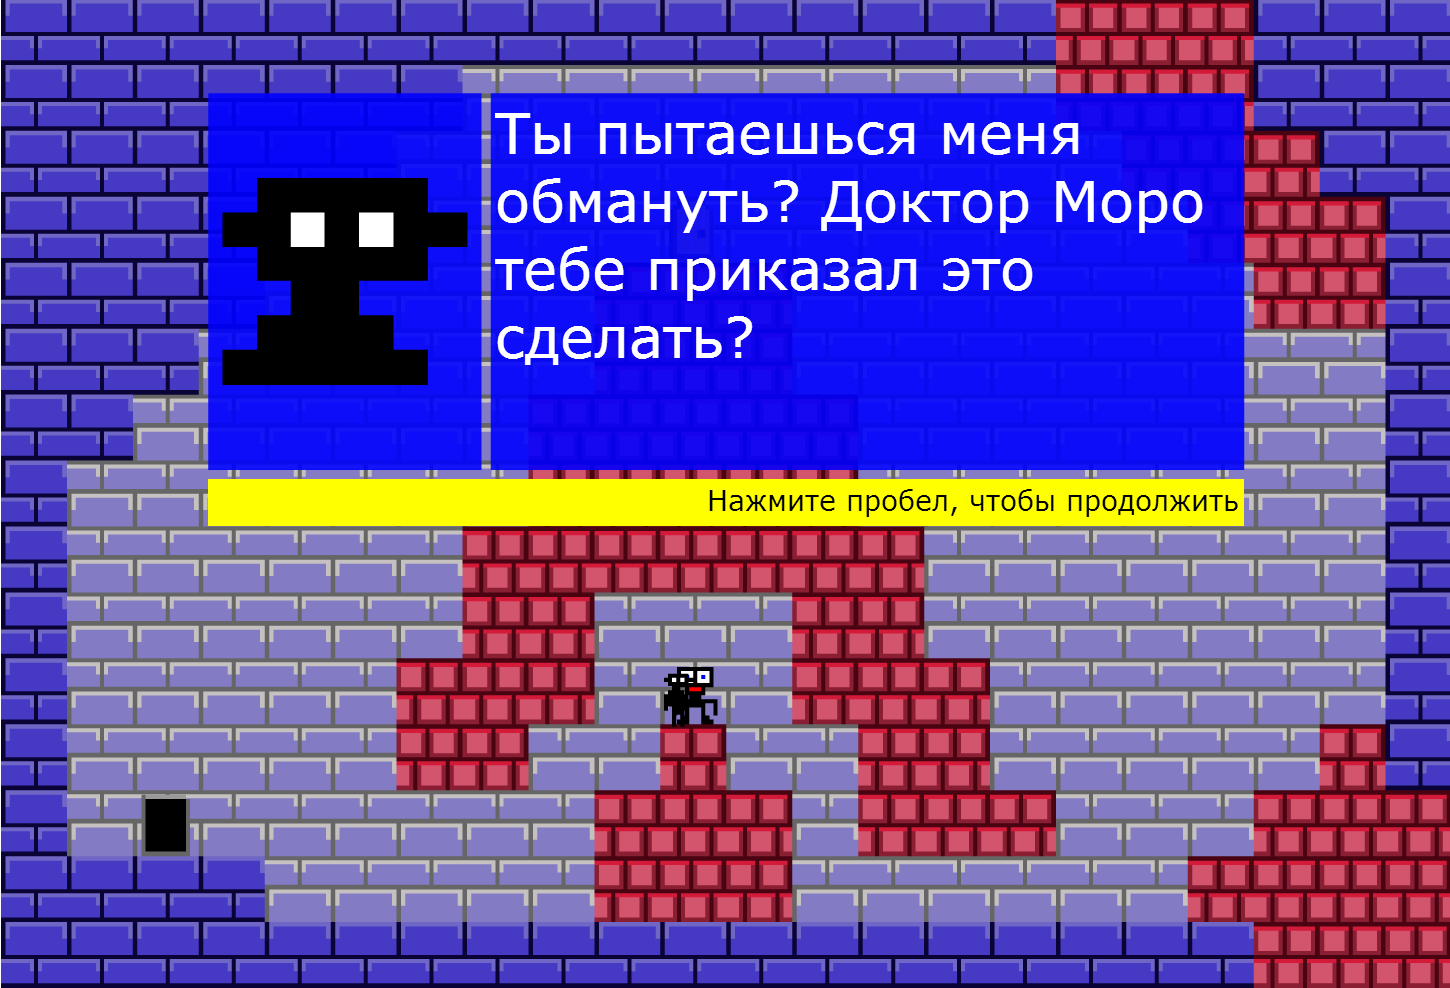 Ты пытаешься меня
обмануть? Доктор Моро
тебе приказал это
сделать?
Нажмите пробел, чтобы продолжить